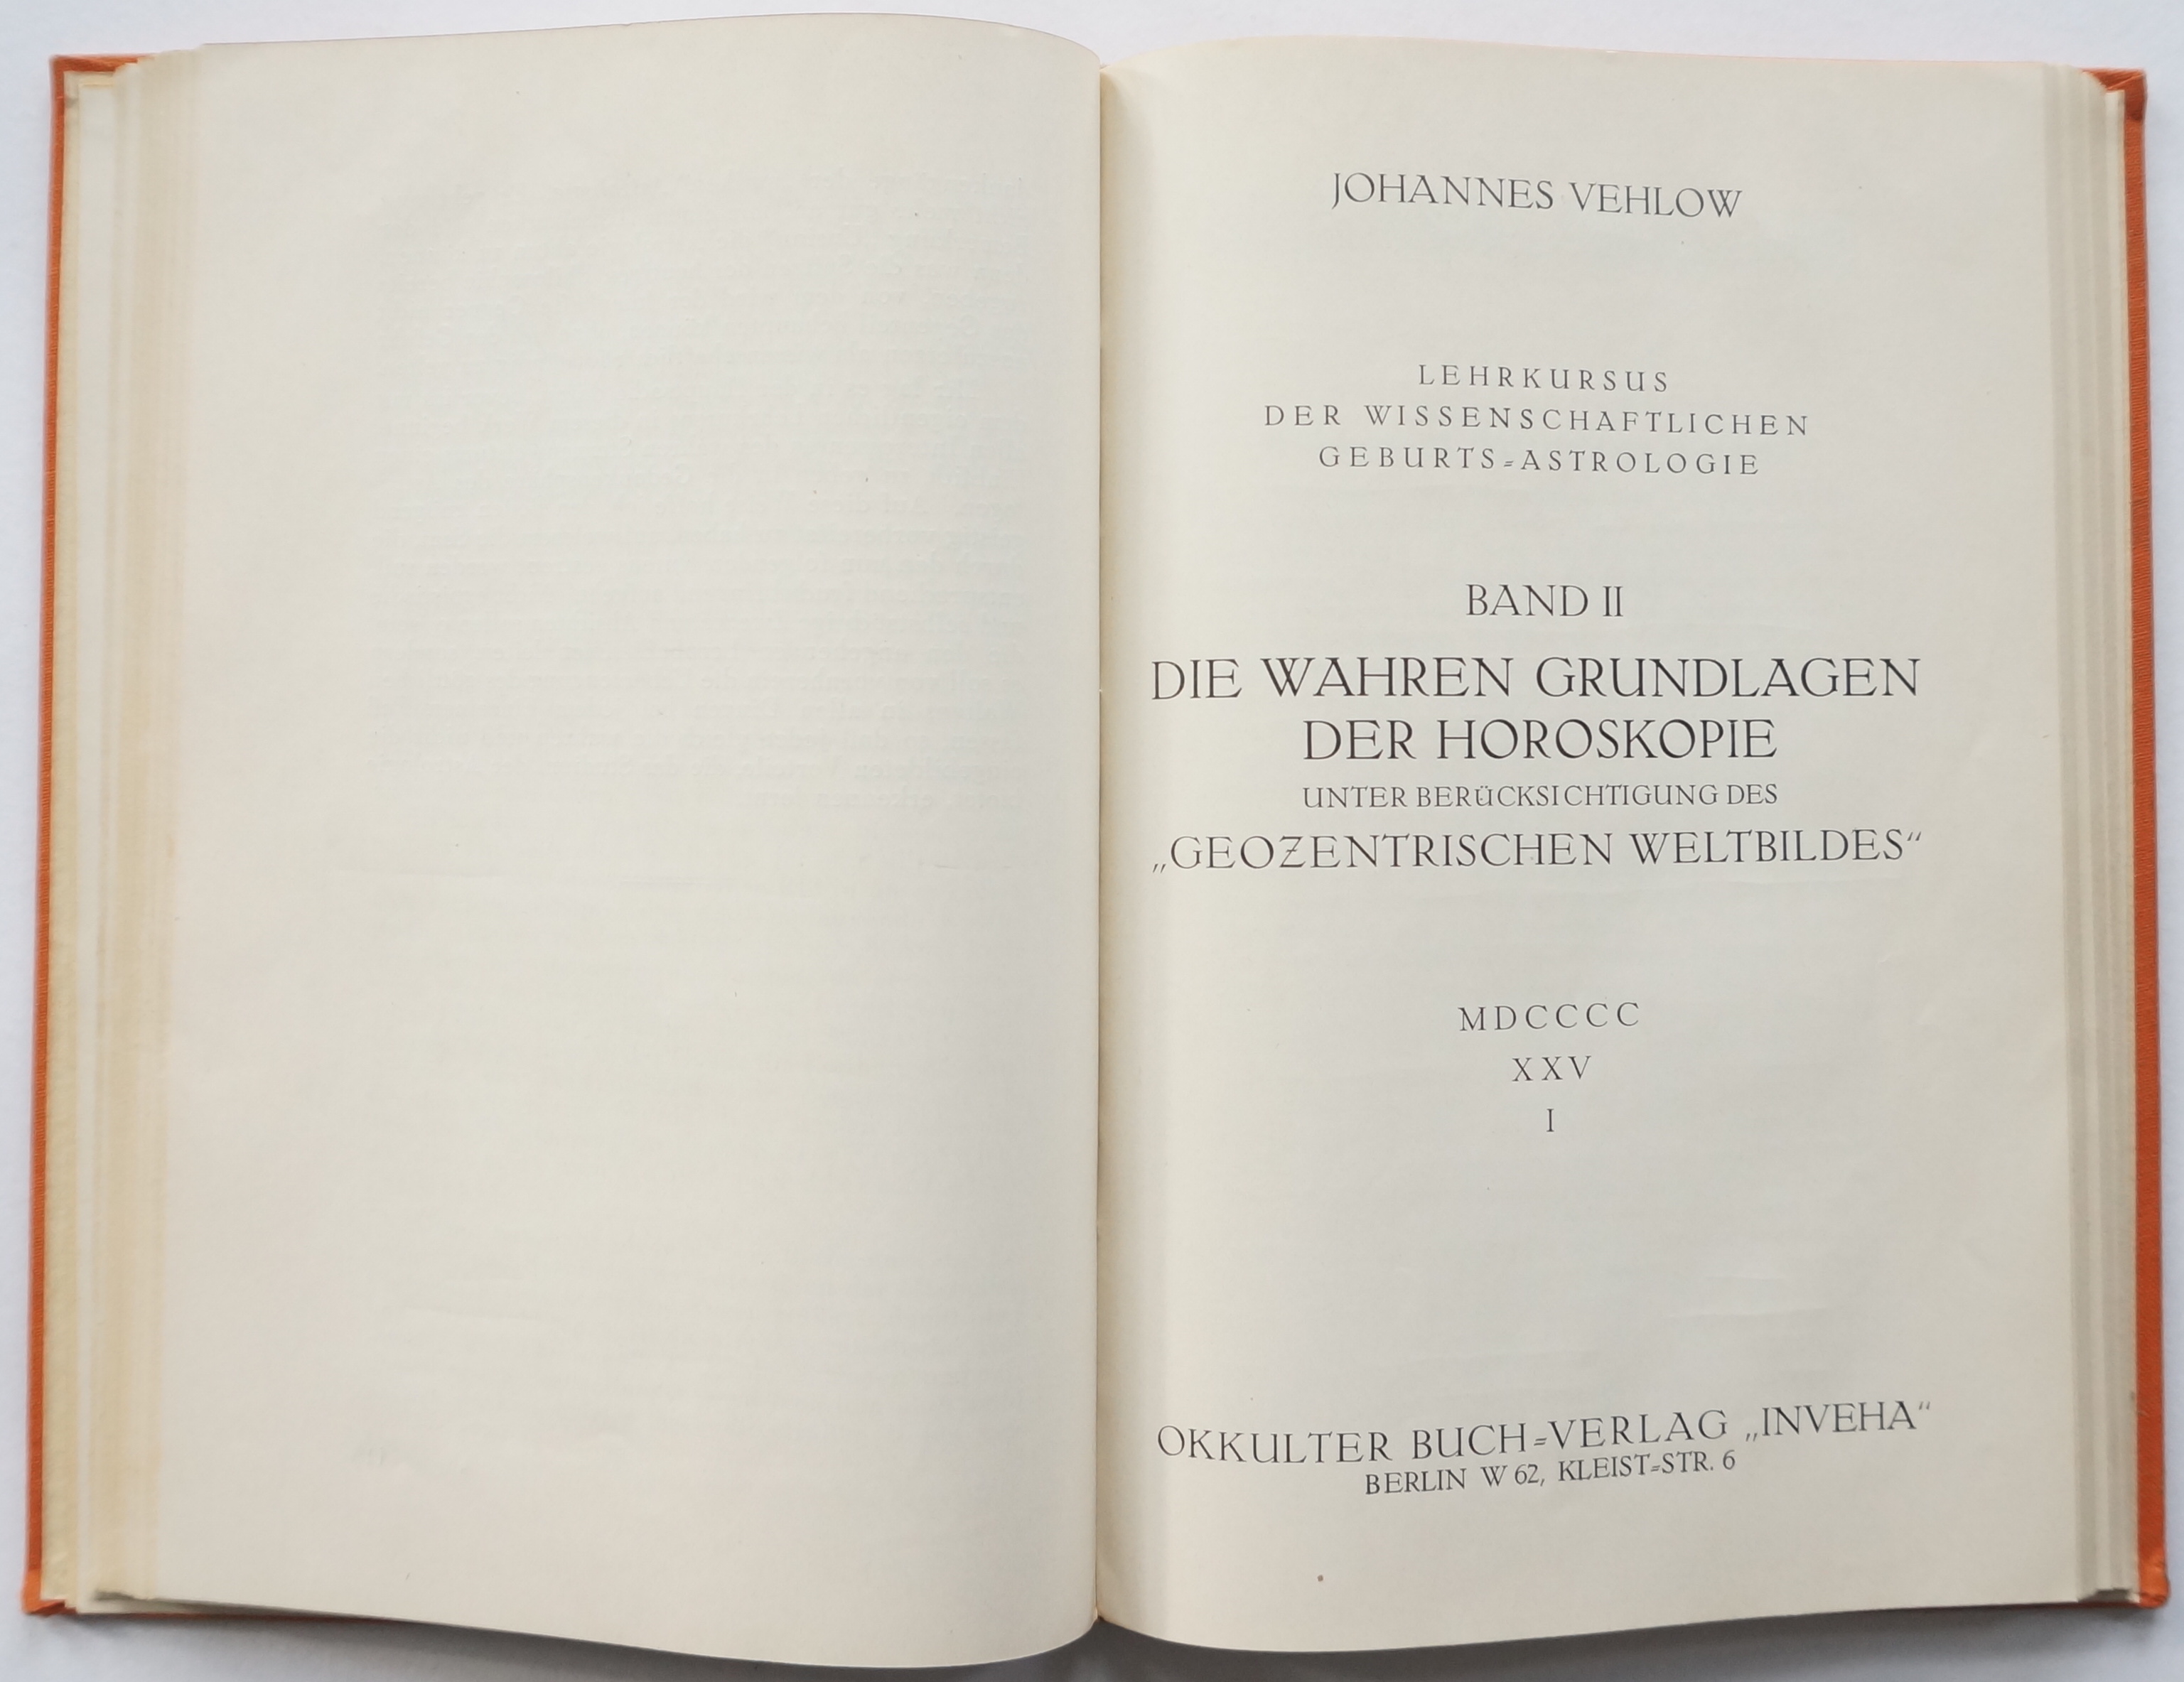 JOHANNES VEHLOW
LEHRKURSUS
DER WISSENSCHAFTLICHEN
GEBURTS=ASTROLOGIE
BAND II
DIE WAHREN GRUNDLAGEN
DER HOROSKOPIE
UNTER BERÜCKSICHTIGUNG DES
„GEOZENTRISCHEN WELTBILDES“
MDCCCC
XXV
I
OKKULTER BUCH=VERLAG „INVEHA“
BERLIN W 62, KLEIST=STR. 6